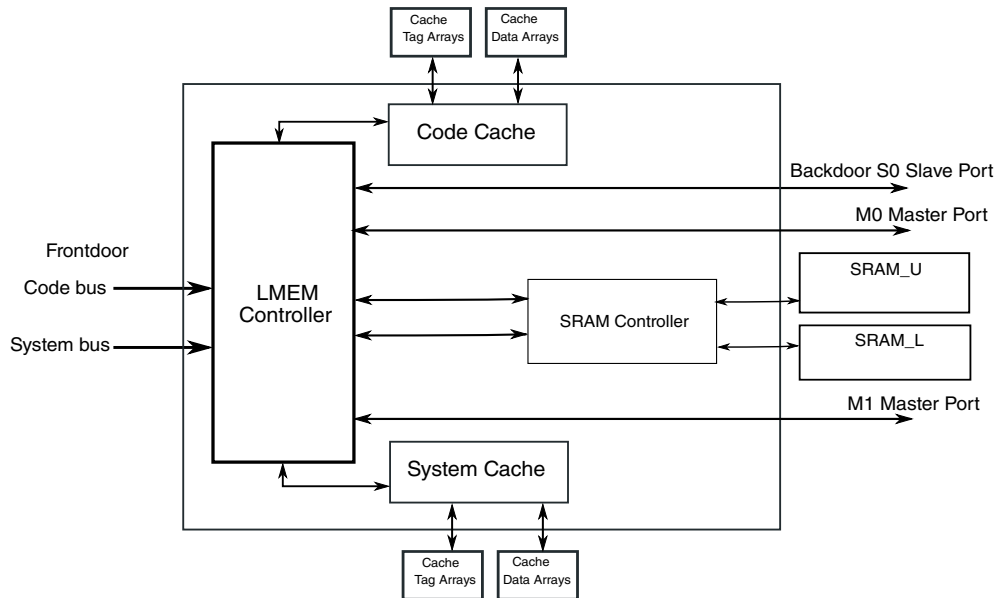 Cache
Tag Arrays
Cache
Data Arrays
Code Cache
Backdoor S0 Slave Port
M0 Master Port
Frontdoor
Code bus
System bus
LMEM
Controller
SRAM Controller
SRAM_U
SRAM_L
M1 Master Port
System Cache
Cache
Tag Arrays
Cache
Data Arrays